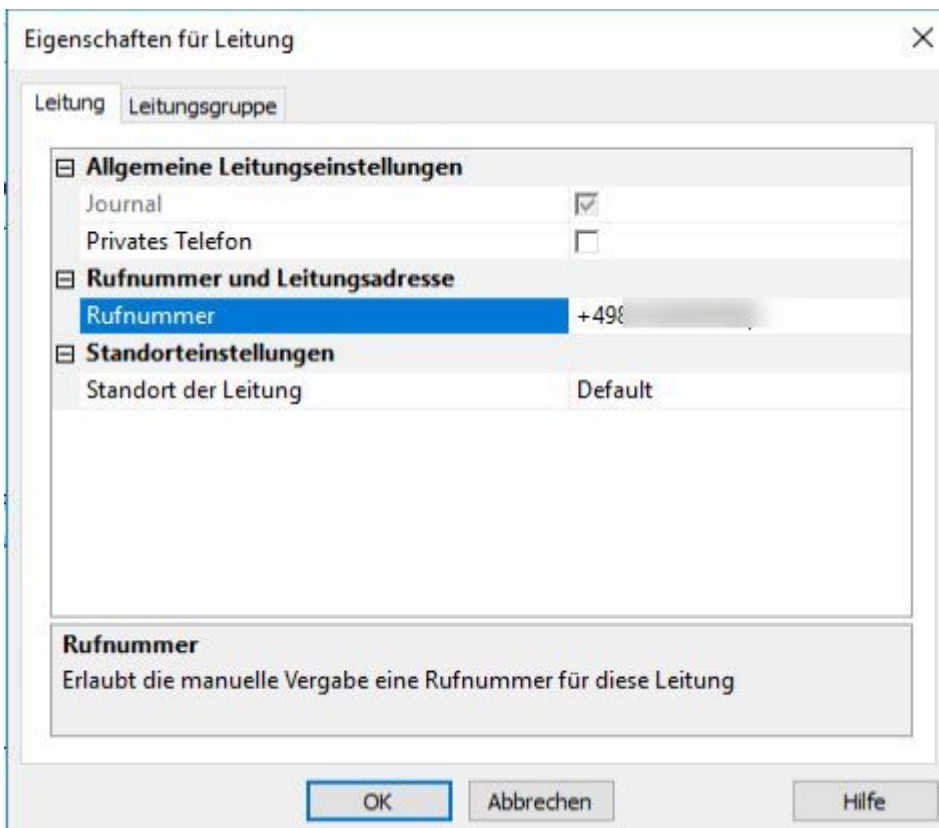 Eigenschaften für Leitung
Leitung Leitungsgruppe
Allgemeine Leitungseinstellungen
Journal
Privates Telefon
Rufnummer und Leitungsadresse
Rufnummer +498
Standorteinstellungen
Standort der Leitung Default
Rufnummer
Erlaubt die manuelle Vergabe eine Rufnummer für diese Leitung
OK Abbrechen Hilfe